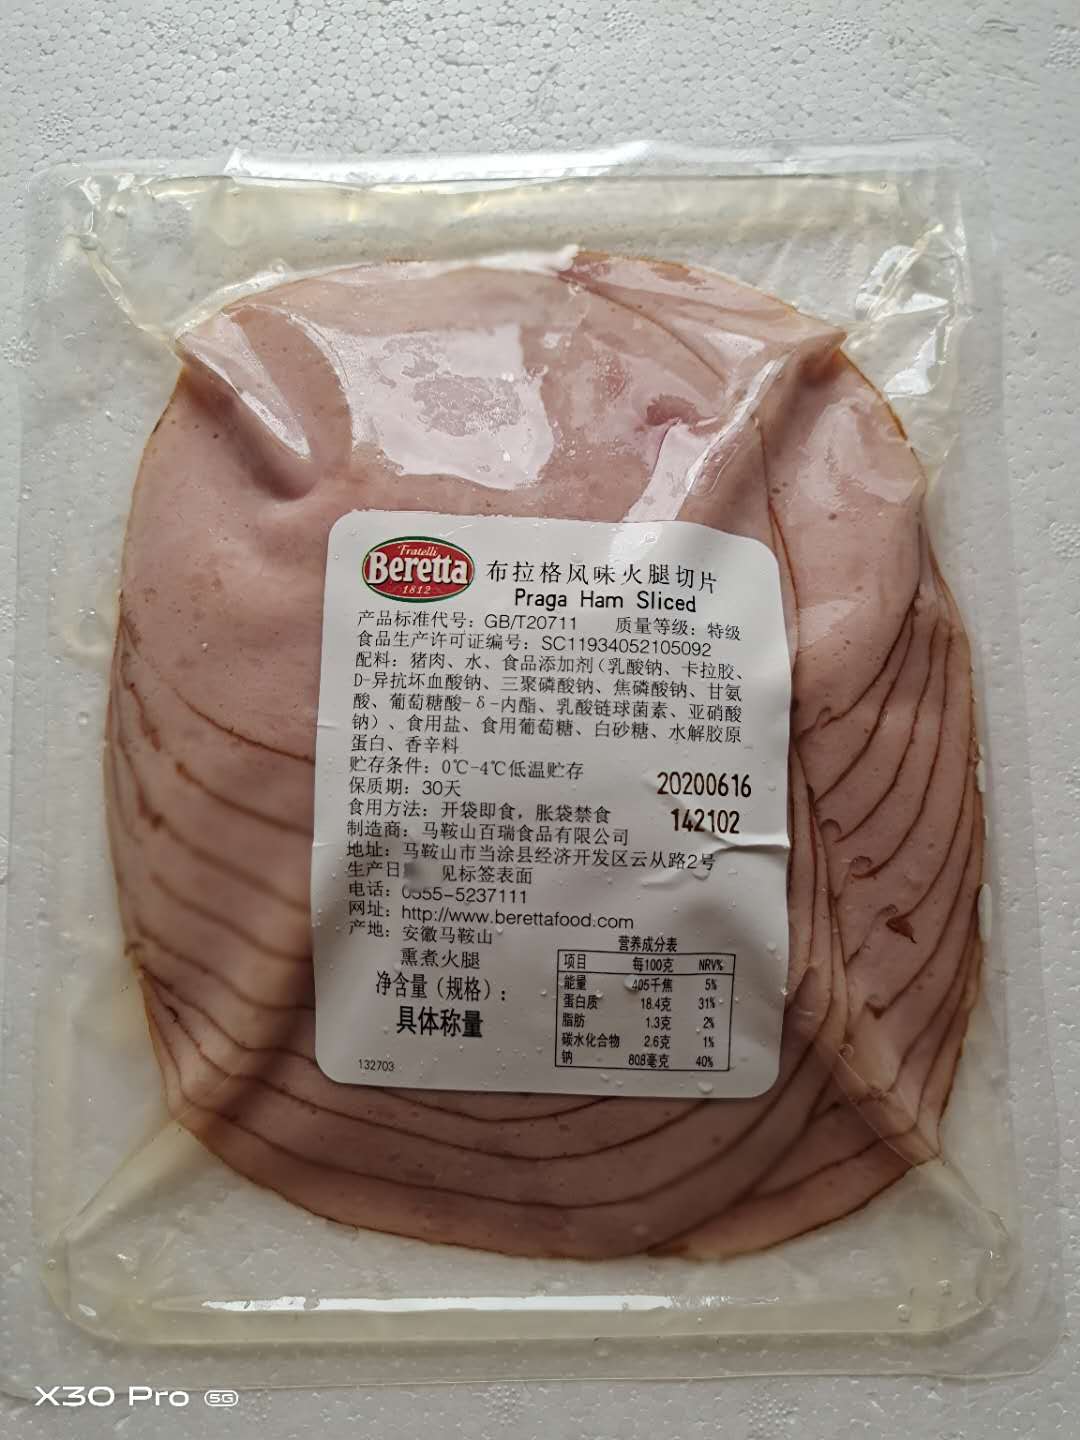 Fratelli
Beretta
1812
布拉格风味火腿切片
Praga Ham Sliced
产品标准代号：GB/T20711 质量等级：特级
食品生产许可证编号：SC11934052105092
配料：猪肉、水、食品添加剂（乳酸钠、卡拉胶、
D-异抗坏血酸钠、三聚磷酸钠、焦磷酸钠、甘氨
酸、葡萄糖酸-δ-内酯、乳酸链球菌素、亚硝酸
钠）、食用盐、食用葡萄糖、白砂糖、水解胶原
蛋白、香辛料
贮存条件：0℃-4℃低温贮存
保质期：30天
20200616
食用方法：开袋即食，胀袋禁食
142102
制造商：马鞍山百瑞食品有限公司
地址：马鞍山市当涂县经济开发区云从路2号
生产日 见标签表面
电话：0555-5237111
网址：http://www.berettafood.com
产地：安徽马鞍山
熏煮火腿
净含量（规格）：
具体称量
132703
营养成分表
项目 每100克 NRV%
能量 405千焦 5%
蛋白质 18.4克 31%
脂肪 1.3克 2%
碳水化合物 2.6克 1%
钠 808毫克 40%
X30 Pro 5G